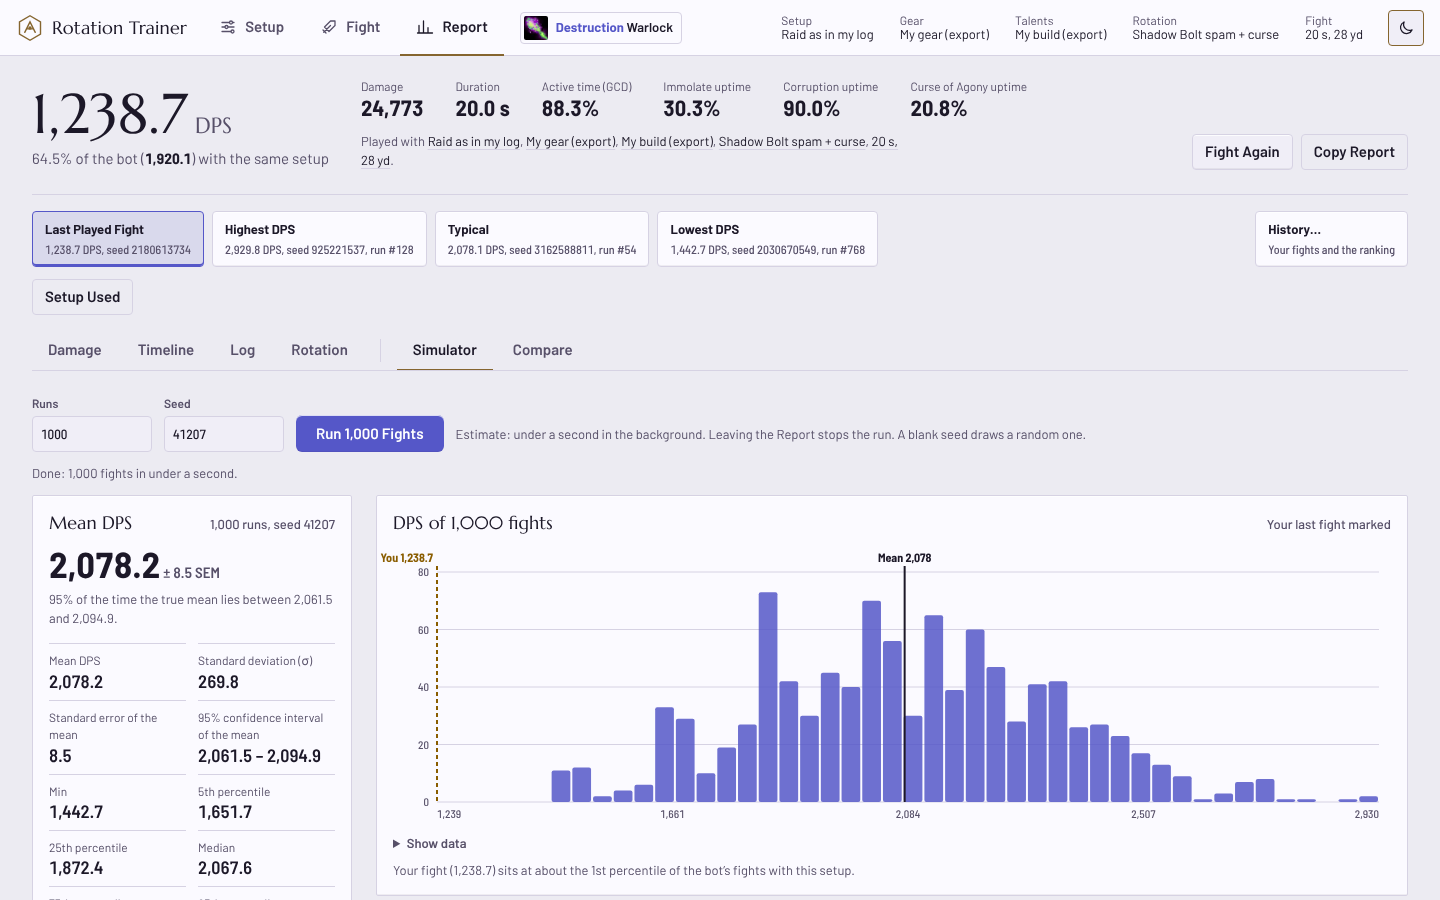 Rotation Trainer
Setup
Fight
Report
Destruction Warlock
Setup
Raid as in my log
Gear
My gear (export)
Talents
My build (export)
Rotation
Shadow Bolt spam + curse
Fight
20 s, 28 yd
1,238.7 DPS
64.5% of the bot (1,920.1) with the same setup
Damage
24,773
Duration
20.0 s
Active time (GCD)
88.3%
Immolate uptime
30.3%
Corruption uptime
90.0%
Curse of Agony uptime
20.8%
Played with Raid as in my log, My gear (export), My build (export), Shadow Bolt spam + curse, 20 s,
28 yd.
Fight Again
Copy Report
Last Played Fight
1,238.7 DPS, seed 2180613734
Highest DPS
2,929.8 DPS, seed 925221537, run #128
Typical
2,078.1 DPS, seed 3162588811, run #54
Lowest DPS
1,442.7 DPS, seed 2030670549, run #768
History...
Your fights and the ranking
Setup Used
Damage
Timeline
Log
Rotation
Simulator
Compare
Runs
1000
Seed
41207
Run 1,000 Fights
Estimate: under a second in the background. Leaving the Report stops the run. A blank seed draws a random one.
Done: 1,000 fights in under a second.
Mean DPS
1,000 runs, seed 41207
2,078.2 ± 8.5 SEM
95% of the time the true mean lies between 2,061.5
and 2,094.9.
Mean DPS
2,078.2
Standard deviation (σ)
269.8
Standard error of the
mean
8.5
95% confidence interval
of the mean
2,061.5 – 2,094.9
Min
1,442.7
5th percentile
1,651.7
25th percentile
1,872.4
Median
2,067.6
DPS of 1,000 fights
Your last fight marked
You 1,238.7
Mean 2,078
80
60
40
20
0
1,239
1,661
2,084
2,507
2,930
Show data
Your fight (1,238.7) sits at about the 1st percentile of the bot's fights with this setup.